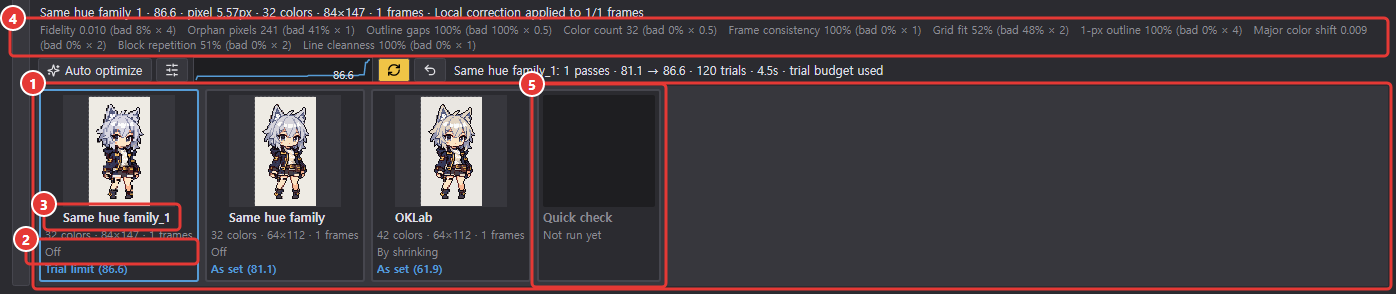 Same hue family_1 · 86.6 · pixel 5.57px · 32 colors · 84×147 · 1 frames · Local correction applied to 1/1 frames
4
Fidelity 0.010 (bad 8% × 4) Orphan pixels 241 (bad 41% × 1) Outline gaps 100% (bad 100% × 0.5) Color count 32 (bad 0% × 0.5) Frame consistency 100% (bad 0% × 1) Grid fit 52% (bad 48% × 2) 1-px outline 100% (bad 0% × 4) Major color shift 0.009
(bad 0% × 2) Block repetition 51% (bad 0% × 2) Line cleanness 100% (bad 0% × 1)
Auto optimize 86.6 Same hue family_1: 1 passes · 81.1 → 86.6 · 120 trials · 4.5s · trial budget used
1
5
3
Same hue family_1
32 colors · 84×147 · 1 frames
2
Off
Trial limit (86.6)
Same hue family
32 colors · 64×112 · 1 frames
Off
As set (81.1)
OKLab
42 colors · 64×112 · 1 frames
By shrinking
As set (61.9)
Quick check
Not run yet